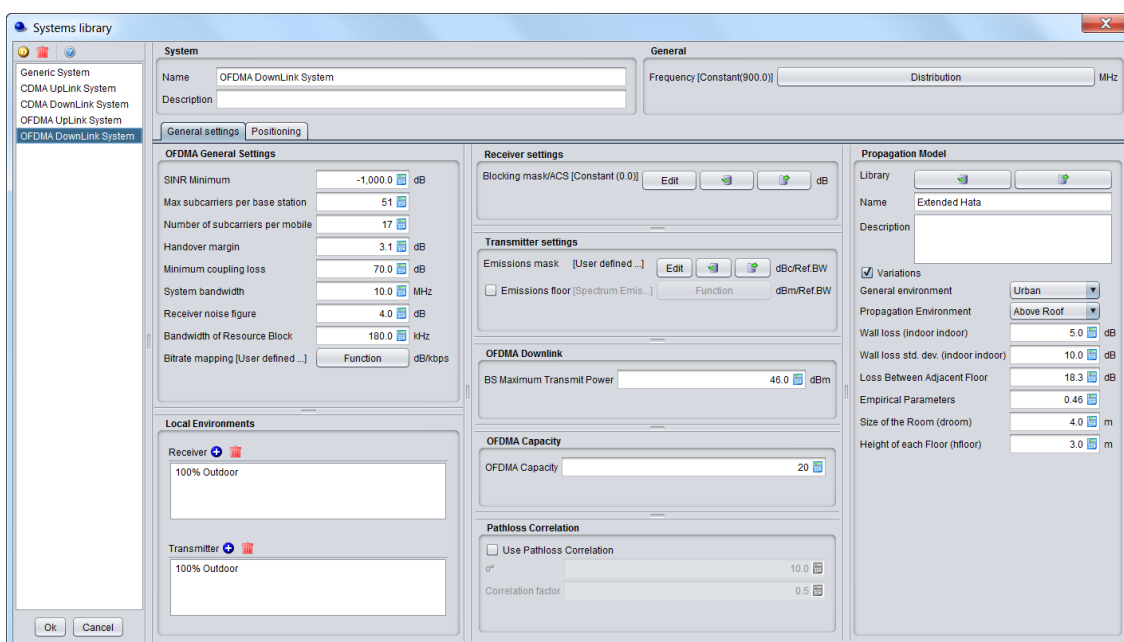 Systems library
X
Generic System
CDMA UpLink System
CDMA DownLink System
OFDMA UpLink System
OFDMA DownLink System
Ok
Cancel
System
Name OFDMA DownLink System
Description
General
Frequency [Constant(900.0)] Distribution MHz
General settings Positioning
OFDMA General Settings
SINR Minimum -1,000.0 dB
Max subcarriers per base station 51
Number of subcarriers per mobile 17
Handover margin 3.1 dB
Minimum coupling loss 70.0 dB
System bandwidth 10.0 MHz
Receiver noise figure 4.0 dB
Bandwidth of Resource Block 180.0 kHz
Bitrate mapping [User defined ...] Function dB/kbps
Local Environments
Receiver
100% Outdoor
Transmitter
100% Outdoor
Receiver settings
Blocking mask/ACS [Constant (0.0)] Edit dB
Transmitter settings
Emissions mask [User defined ...] Edit dBc/Ref.BW
Emissions floor [Spectrum Emis...] Function dBm/Ref.BW
OFDMA Downlink
BS Maximum Transmit Power 46.0 dBm
OFDMA Capacity
OFDMA Capacity 20
Pathloss Correlation
Use Pathloss Correlation
σ² 10.0
Correlation factor 0.5
Propagation Model
Library
Name Extended Hata
Description
Variations
General environment Urban
Propagation Environment Above Roof
Wall loss (indoor indoor) 5.0 dB
Wall loss std. dev. (indoor indoor) 10.0 dB
Loss Between Adjacent Floor 18.3 dB
Empirical Parameters 0.46
Size of the Room (droom) 4.0 m
Height of each Floor (hfloor) 3.0 m